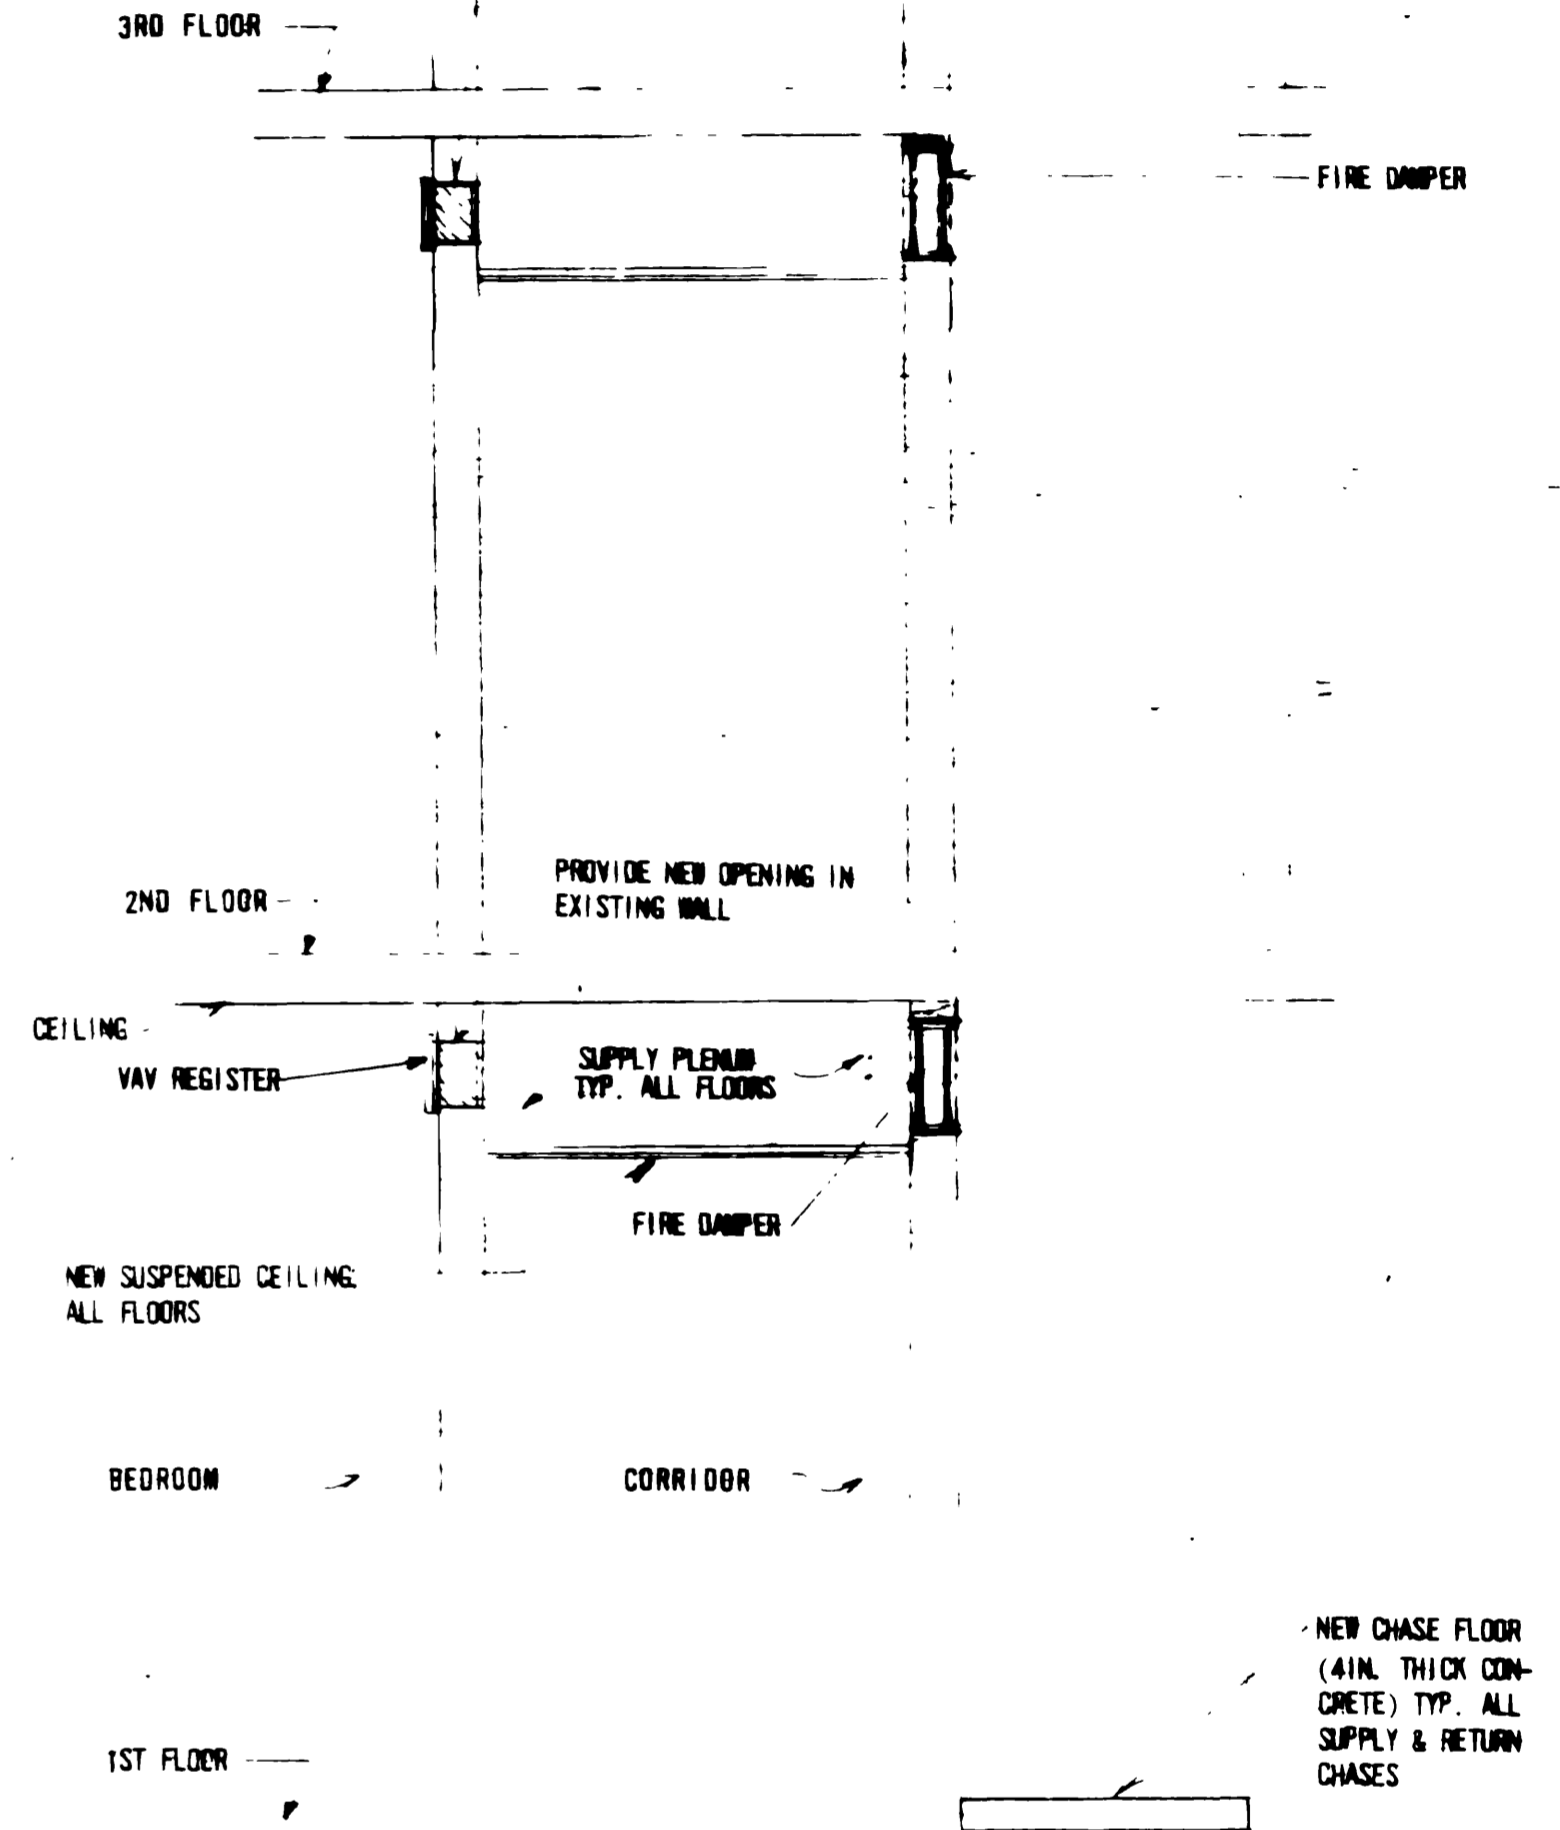 3RD FLOOR
FIRE DAMPER
PROVIDE NEW OPENING IN
EXISTING WALL
2ND FLOOR
CEILING
VAV REGISTER
SUPPLY PLENUM
TYP. ALL FLOORS
FIRE DAMPER
NEW SUSPENDED CEILING
ALL FLOORS
BEDROOM
CORRIDOR
NEW CHASE FLOOR
(4IN. THICK CON-
CRETE) TYP. ALL
SUPPLY & RETURN
CHASES
1ST FLOOR